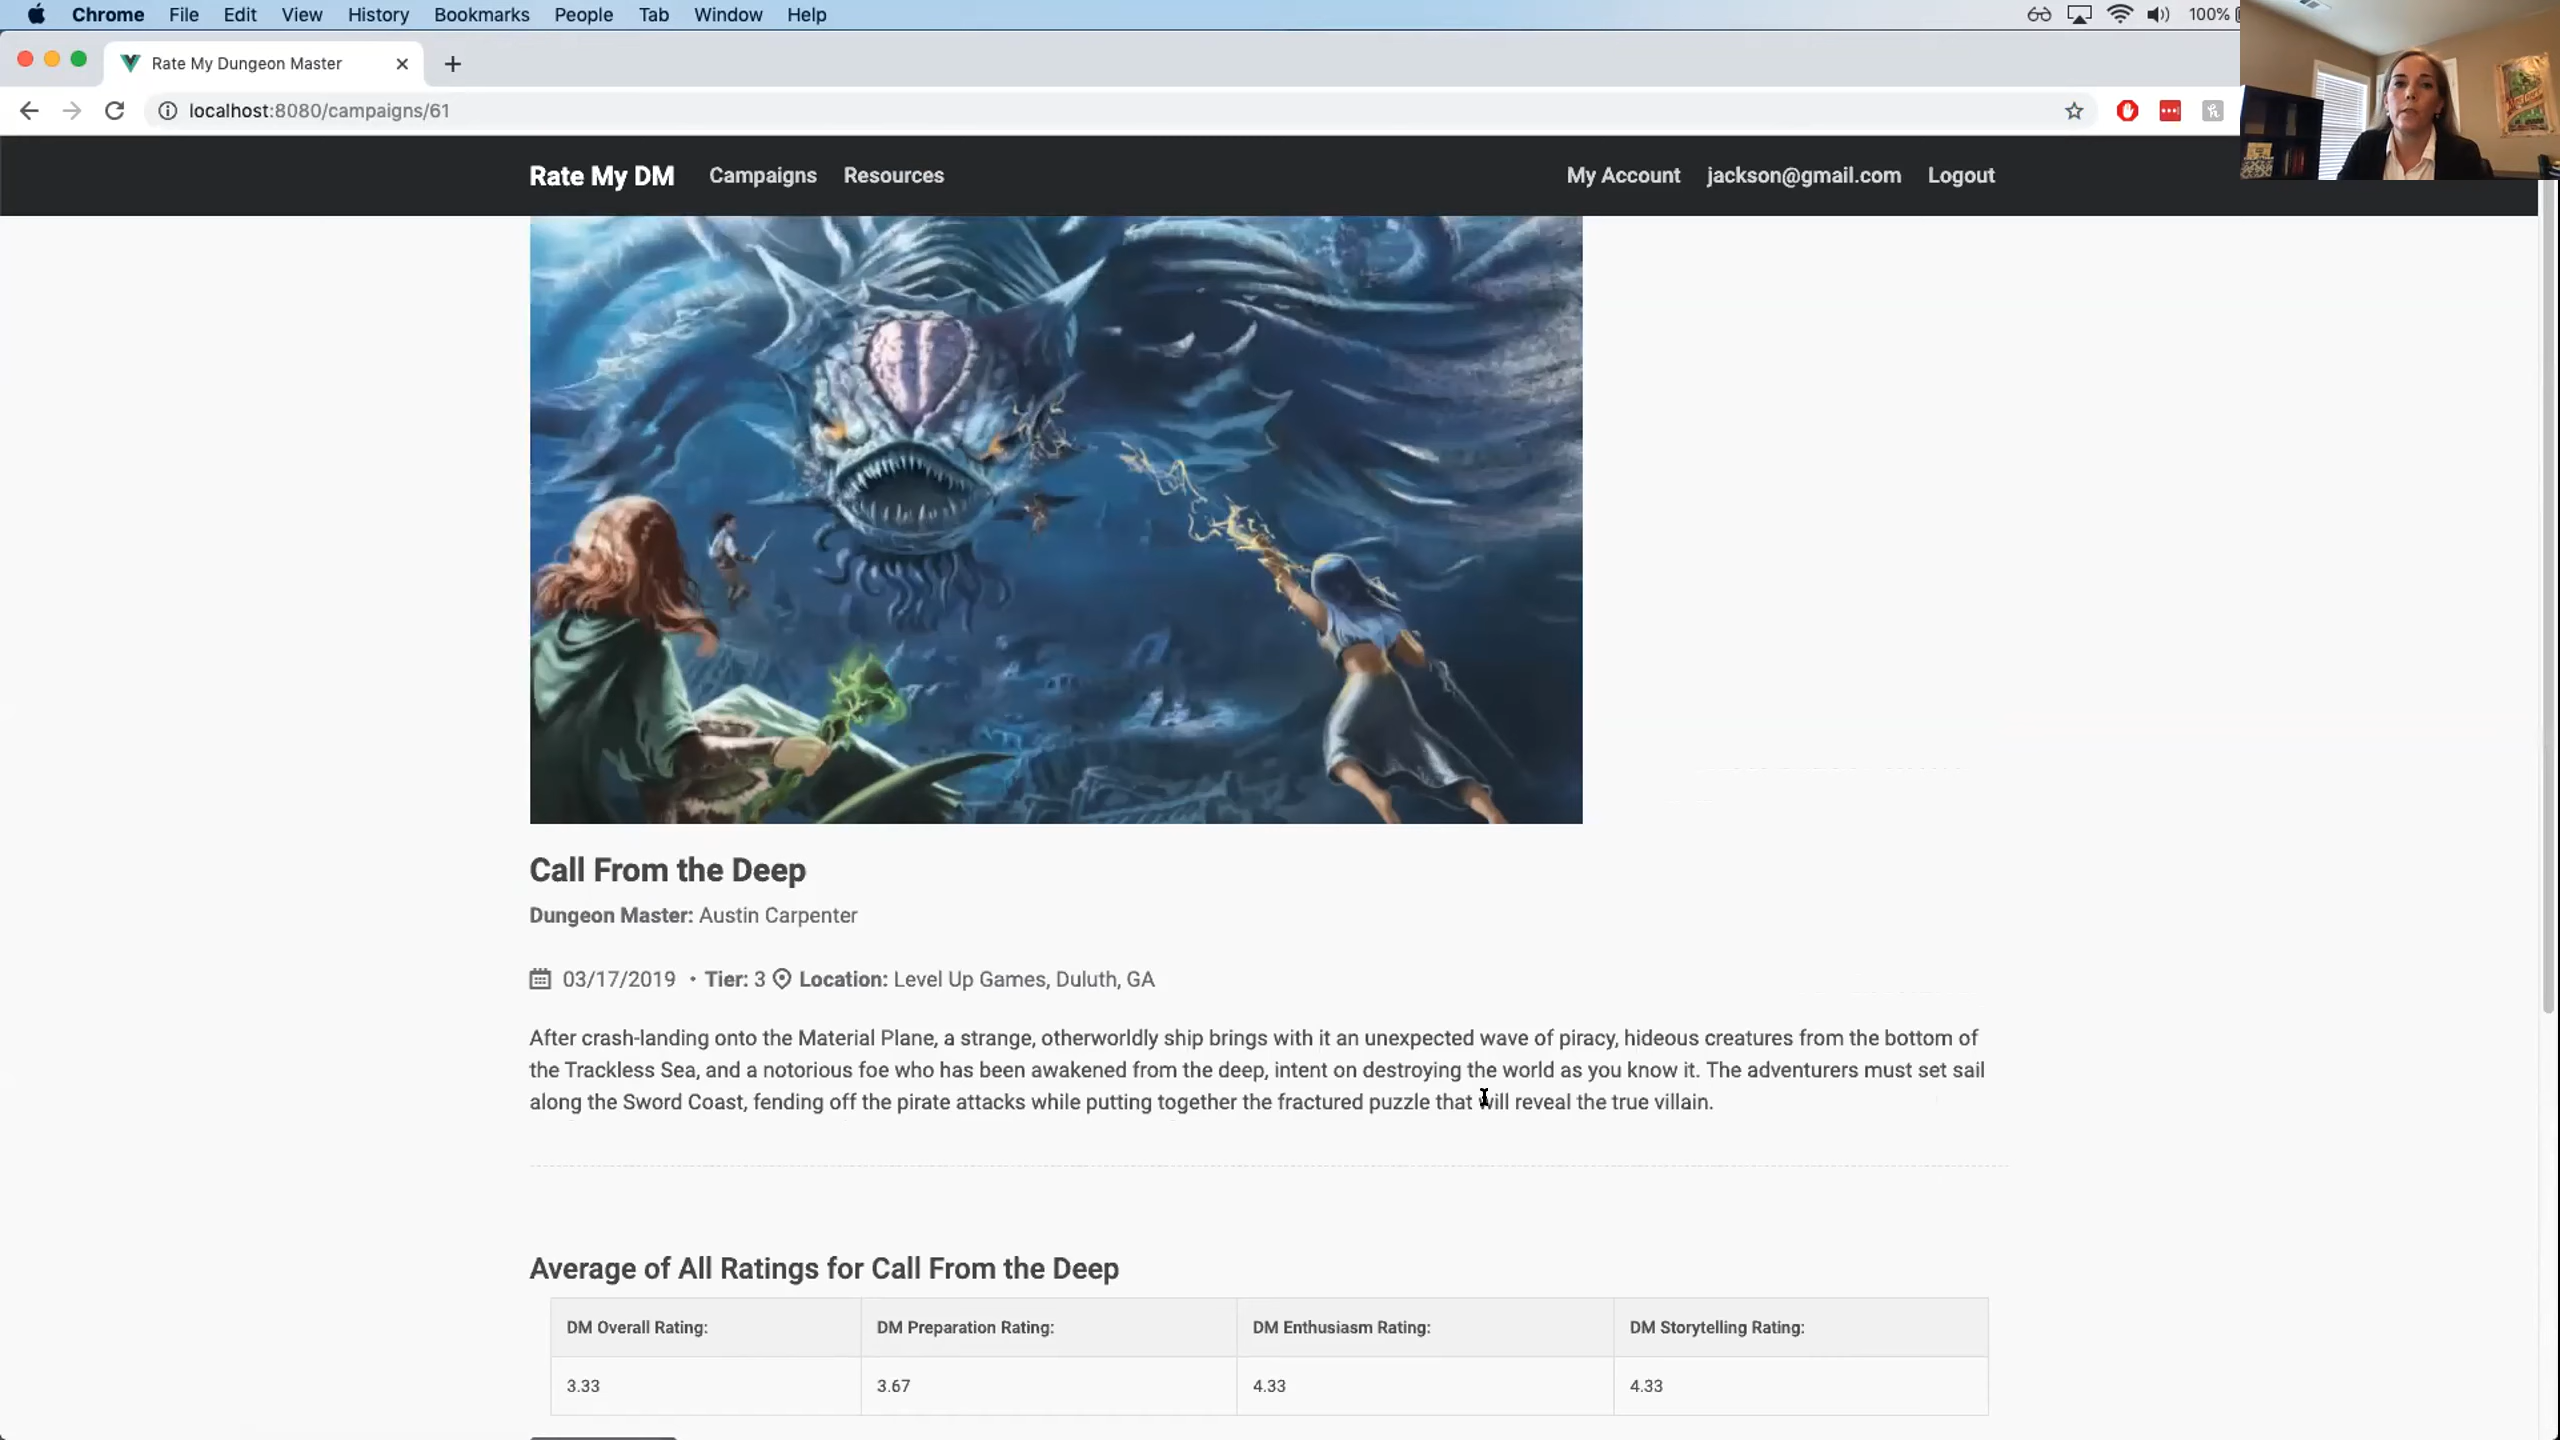 Chrome File Edit View History Bookmarks People Tab Window Help 100%
Rate My Dungeon Master
localhost:8080/campaigns/61
Rate My DM Campaigns Resources My Account jackson@gmail.com Logout
Call From the Deep
Dungeon Master: Austin Carpenter
03/17/2019 • Tier: 3 Location: Level Up Games, Duluth, GA
After crash-landing onto the Material Plane, a strange, otherworldly ship brings with it an unexpected wave of piracy, hideous creatures from the bottom of
the Trackless Sea, and a notorious foe who has been awakened from the deep, intent on destroying the world as you know it. The adventurers must set sail
along the Sword Coast, fending off the pirate attacks while putting together the fractured puzzle that will reveal the true villain.
Average of All Ratings for Call From the Deep
DM Overall Rating: DM Preparation Rating: DM Enthusiasm Rating: DM Storytelling Rating:
3.33 3.67 4.33 4.33